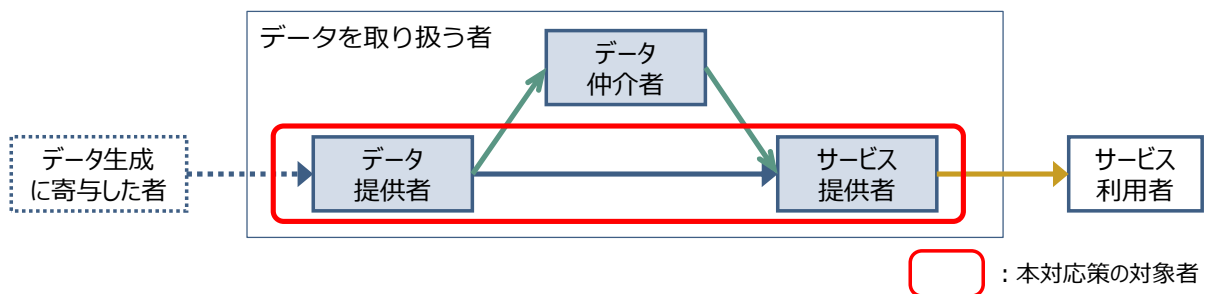 データを取り扱う者
データ
仲介者
データ生成
に寄与した者
データ
提供者
サービス
提供者
サービス
利用者
：本対応策の対象者